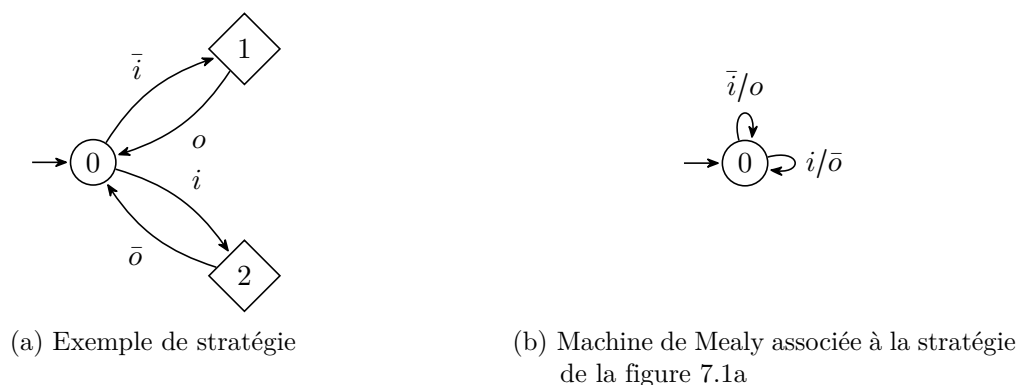 1
i̅
o
0
i
o̅
2
i̅/o
0
i/o̅
(a) Exemple de stratégie
(b) Machine de Mealy associée à la stratégie
de la figure 7.1a